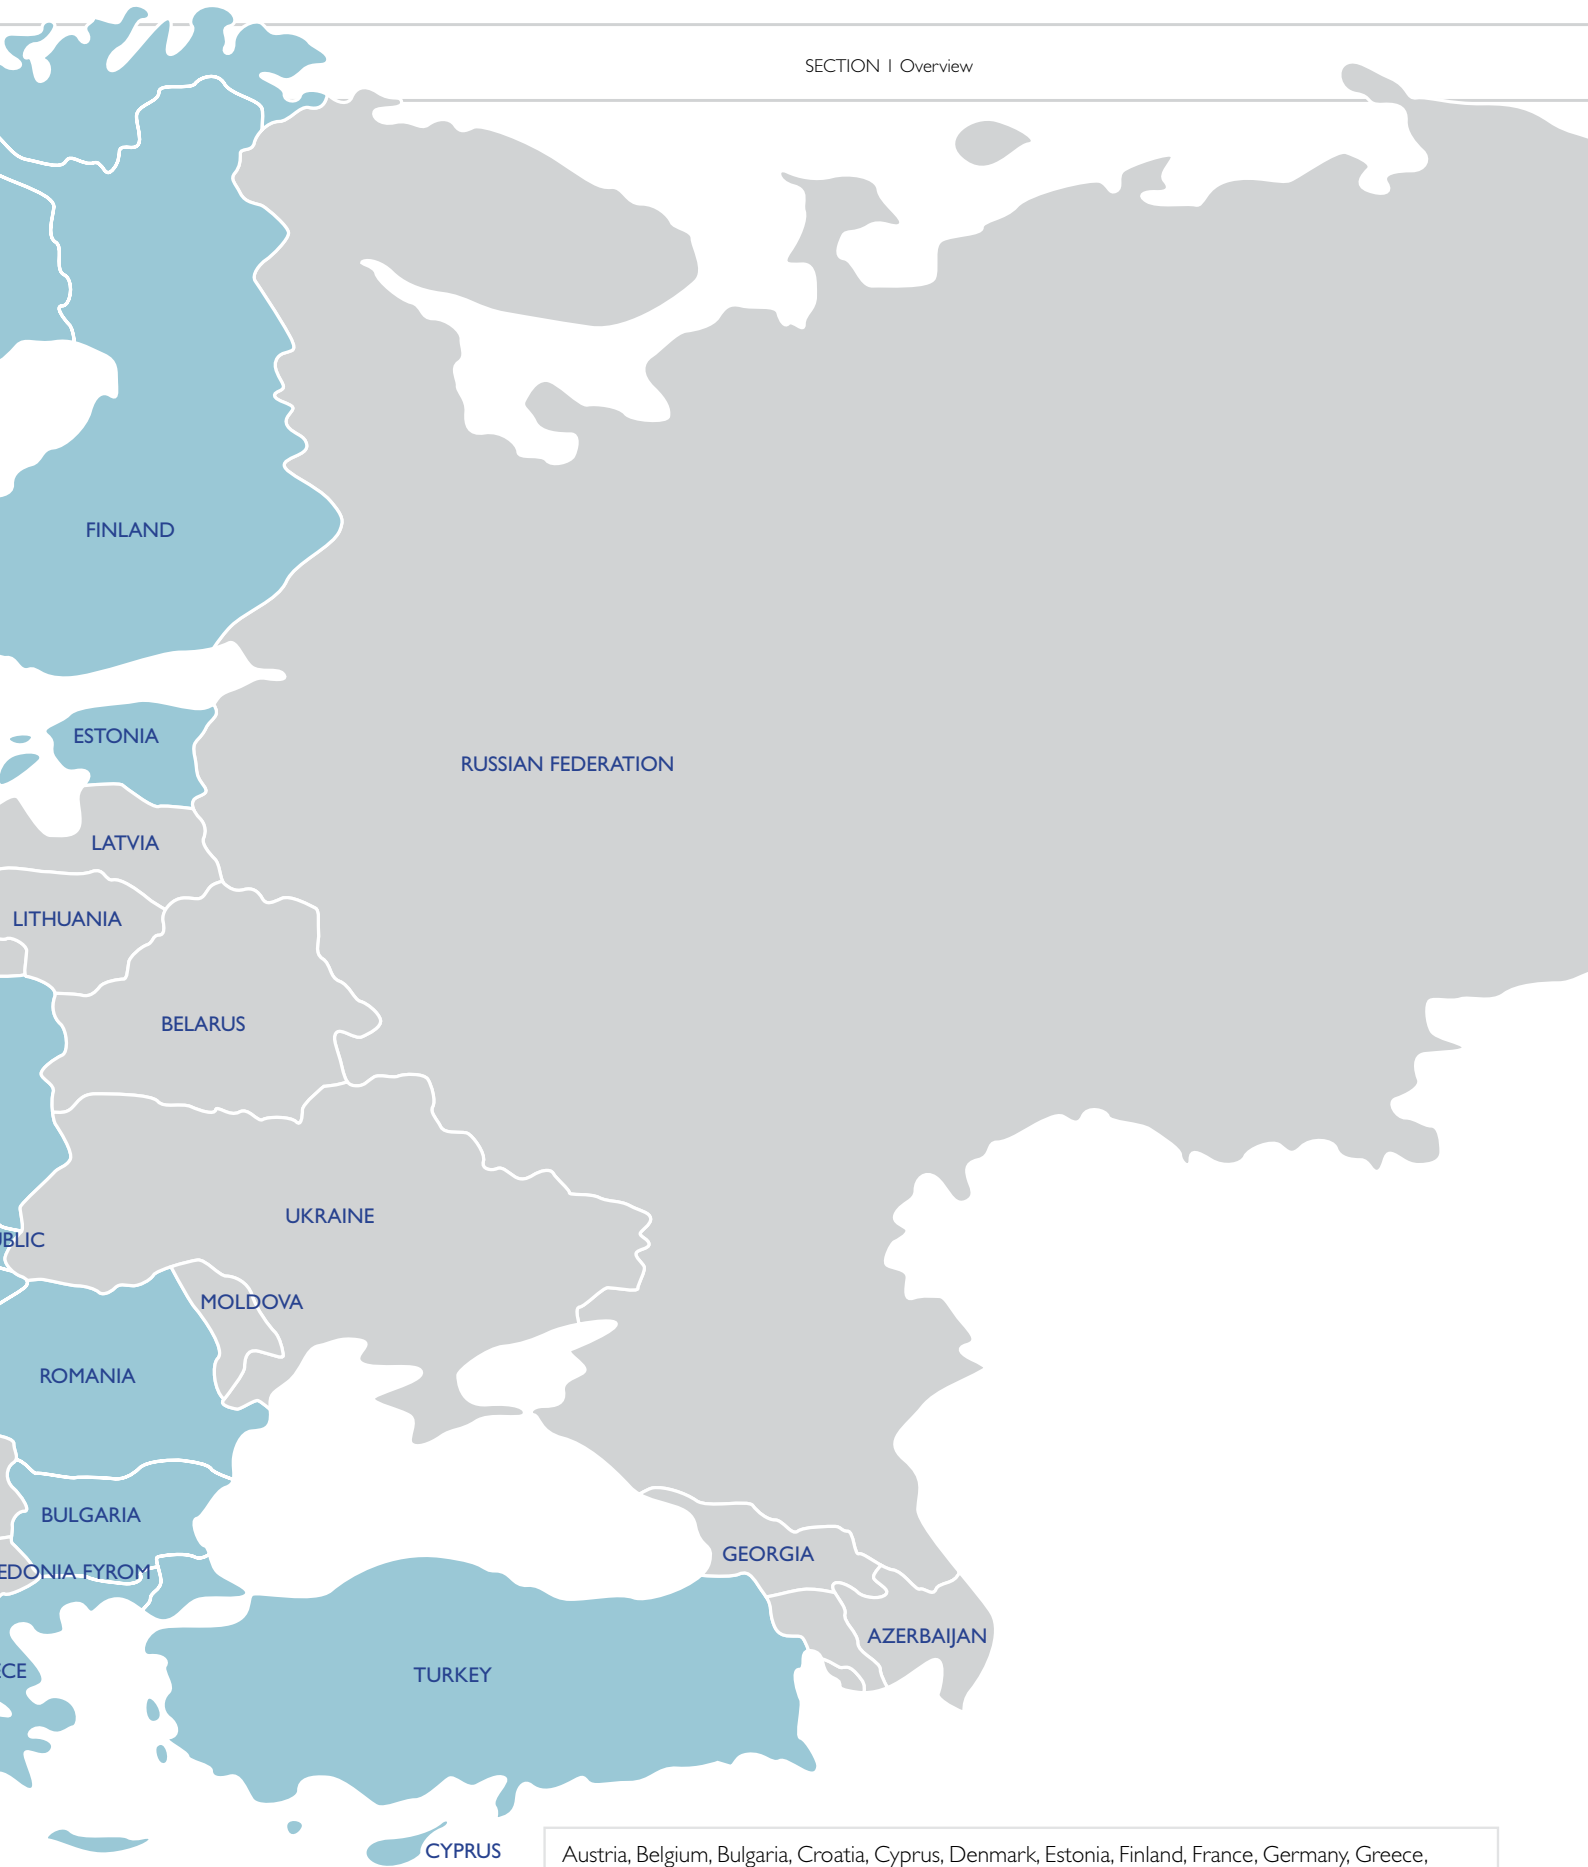 SECTION I Overview
FINLAND
ESTONIA
RUSSIAN FEDERATION
LATVIA
LITHUANIA
BELARUS
UKRAINE
BLIC
MOLDOVA
ROMANIA
BULGARIA
GEORGIA
EDONIA FYROM
AZERBAIJAN
CE
TURKEY
CYPRUS
Austria, Belgium, Bulgaria, Croatia, Cyprus, Denmark, Estonia, Finland, France, Germany, Greece,